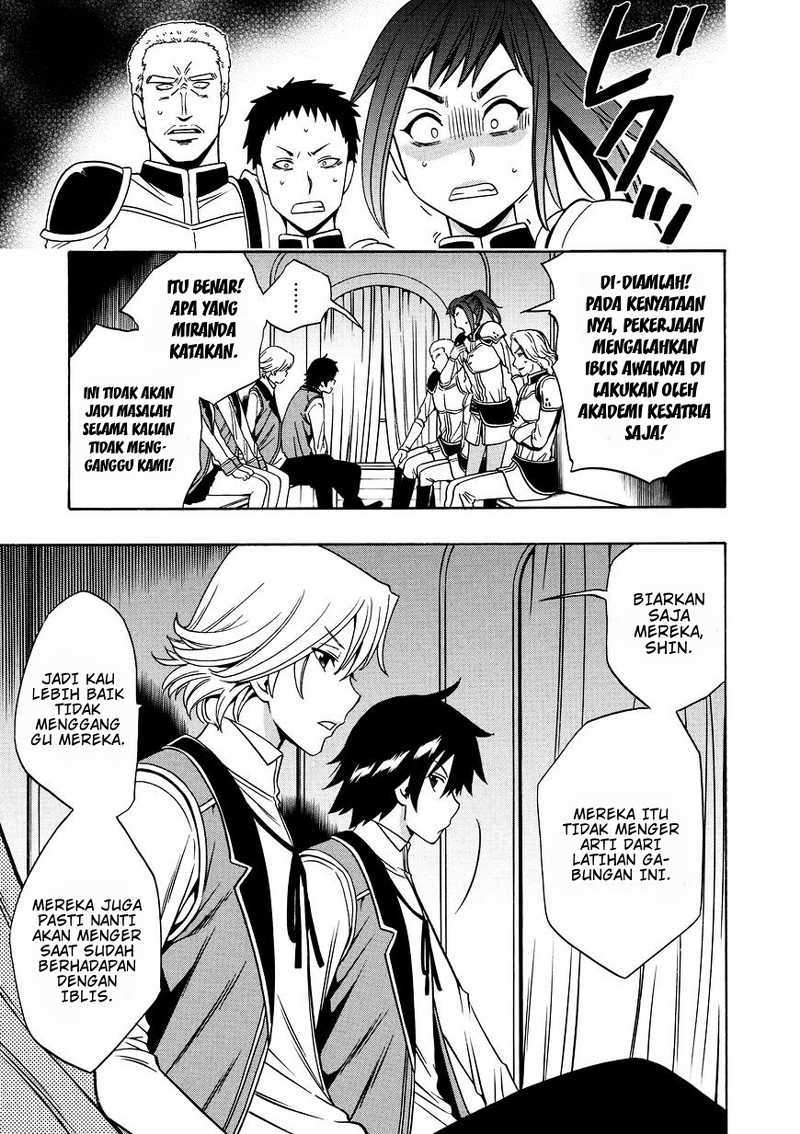 ビクッ
DI-DIAMLAH!
PADA KENYATAAN
NYA, PEKERJAAN
MENGALAHKAN
IBLIS AWALNYA DI
LAKUKAN OLEH
AKADEMI KESATRIA
SAJA!
......
ITU BENAR!
APA YANG
MIRANDA
KATAKAN.
INI TIDAK AKAN
JADI MASALAH
SELAMA KALIAN
TIDAK MENG-
GANGGU KAMI!
BIARKAN
SAJA
MEREKA,
SHIN.
MEREKA ITU
TIDAK MENGER
ARTI DARI
LATIHAN GA-
BUNGAN INI.
JADI KAU
LEBIH BAIK
TIDAK
MENGGANG
GU MEREKA.
MEREKA JUGA
PASTI NANTI
AKAN MENGER
SAAT SUDAH
BERHADAPAN
DENGAN
IBLIS.